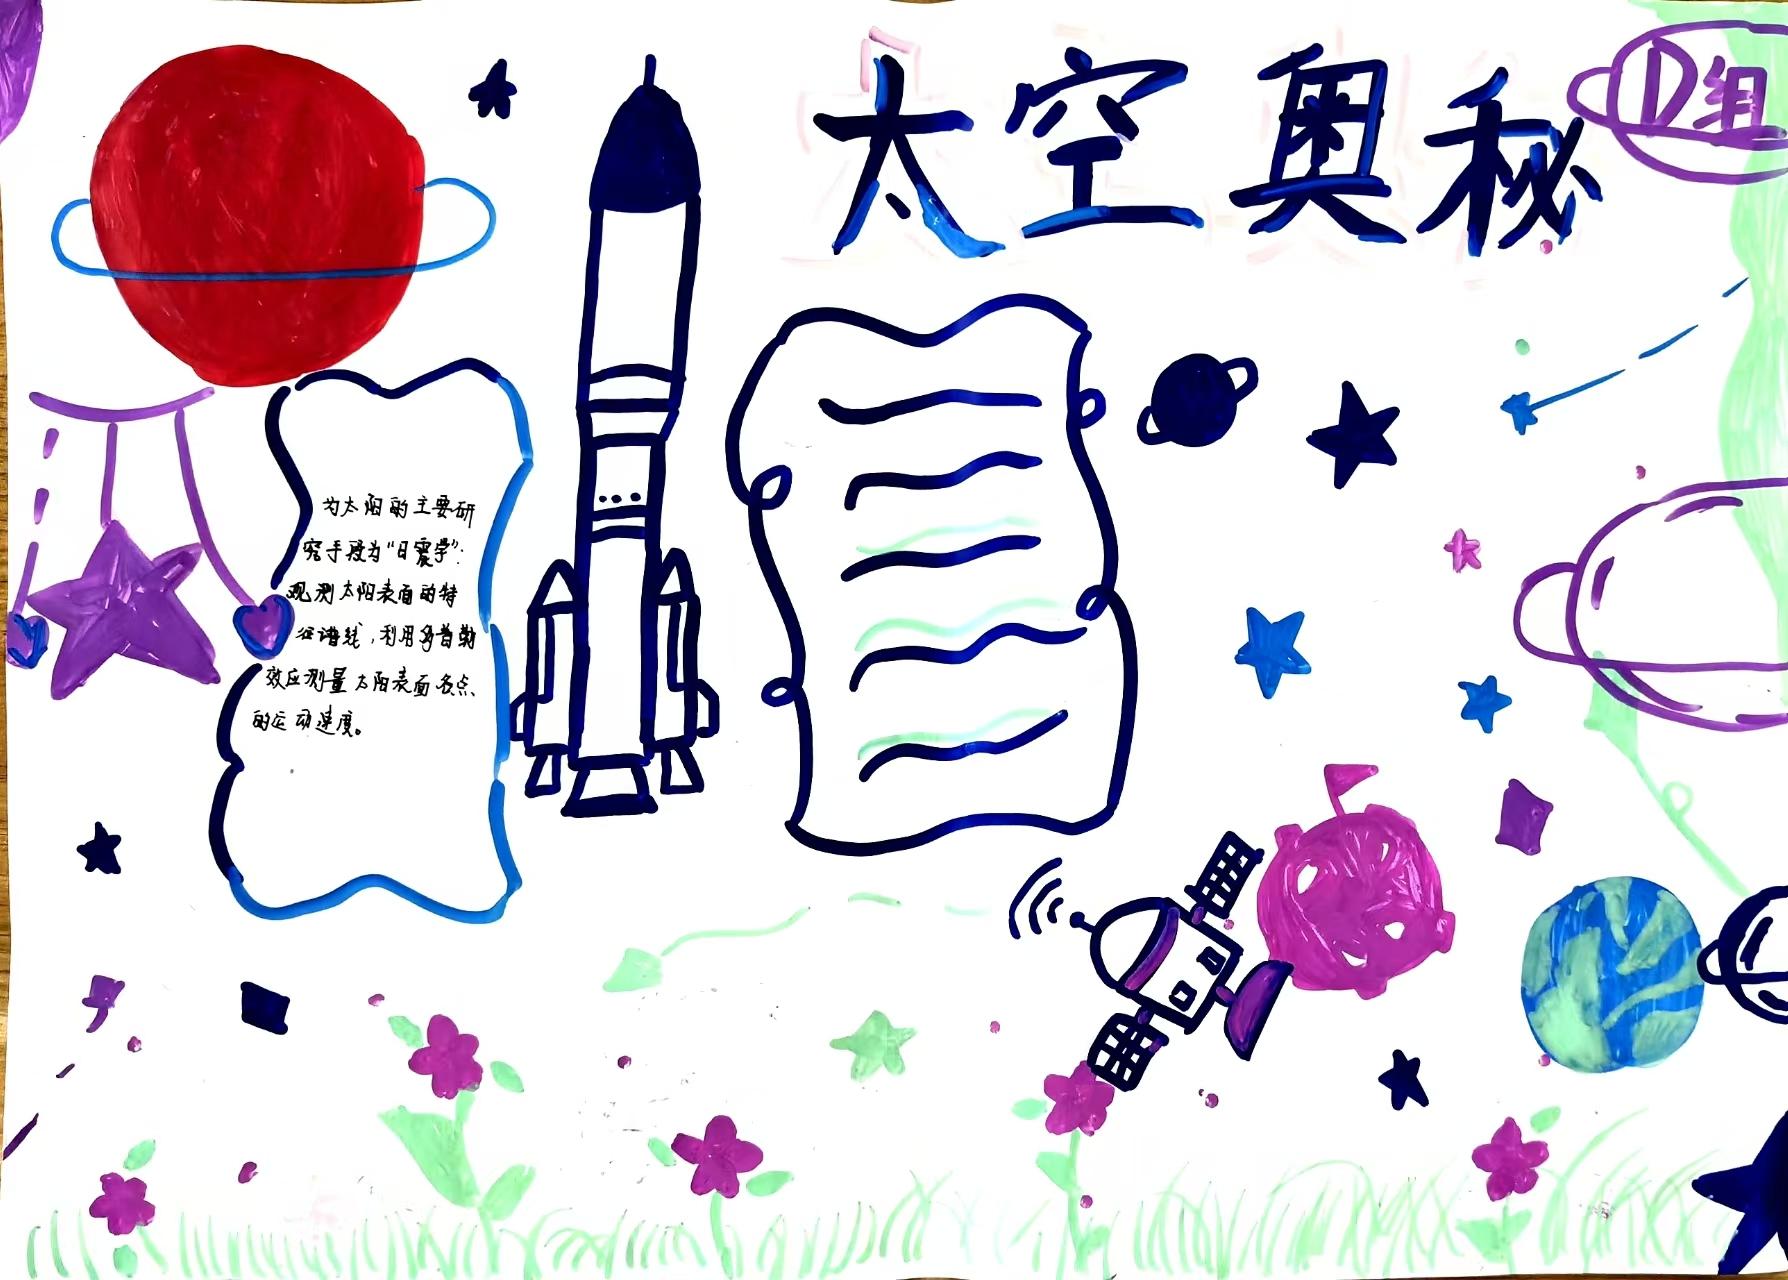 太空奥秘
D组
为太阳的主要研
究手段为“日震学”：
观测太阳表面的特
征谱线，利用多普勒
效应测量太阳表面各点
的运动速度。